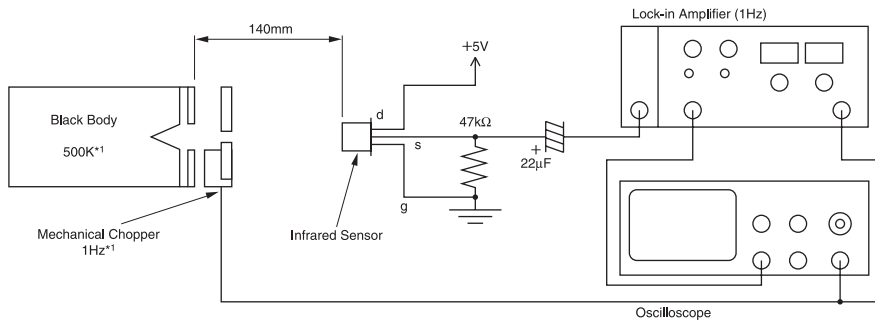 Lock-in Amplifier (1Hz)
140mm
+5V
Black Body
500K*1
d
47kΩ
s
+
22µF
g
Mechanical Chopper
1Hz*1
Infrared Sensor
Oscilloscope